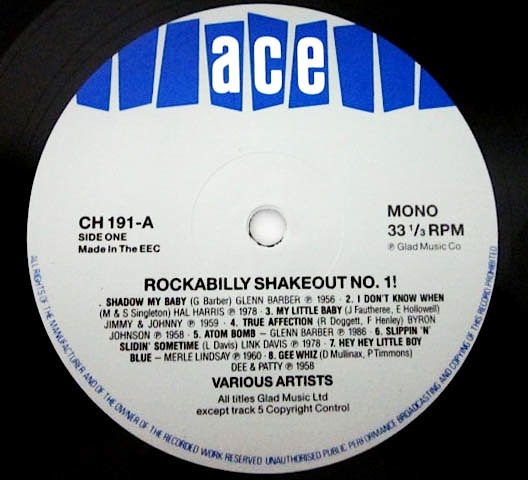 ace
CH 191-A
SIDE ONE
Made in The EEC
MONO
33 1/3 RPM
℗ Glad Music Co
ROCKABILLY SHAKEOUT NO. 1!
1. SHADOW MY BABY (G Barber) GLENN BARBER ℗ 1956 · 2. I DON'T KNOW WHEN
(M & S Singleton) HAL HARRIS ℗ 1978 · 3. MY LITTLE BABY (J Fautheree, E Howard)
JIMMY & JOHNNY ℗ 1959 · 4. TRUE AFFECTION (R Doggett, F Henley) BYRON
JOHNSON ℗ 1958 · 5. ATOM BOMB – GLENN BARBER ℗ 1986 · 6. SLIPPIN 'N'
SLIDIN' SOMETIME (L Davis) LINK DAVIS ℗ 1978 · 7. HEY HEY LITTLE BOY
BLUE – MERLE LINDSAY ℗ 1960 · 8. GEE WHIZ (D Mullinax, P Timmons)
DEE & PATTY ℗ 1958
VARIOUS ARTISTS
All titles Glad Music Ltd
except track 5 Copyright Control
ALL RIGHTS OF THE MANUFACTURER AND OF THE OWNER OF THE RECORDED WORK RESERVED UNAUTHORISED PUBLIC PERFORMANCE BROADCASTING AND COPYING OF THIS RECORD PROHIBITED